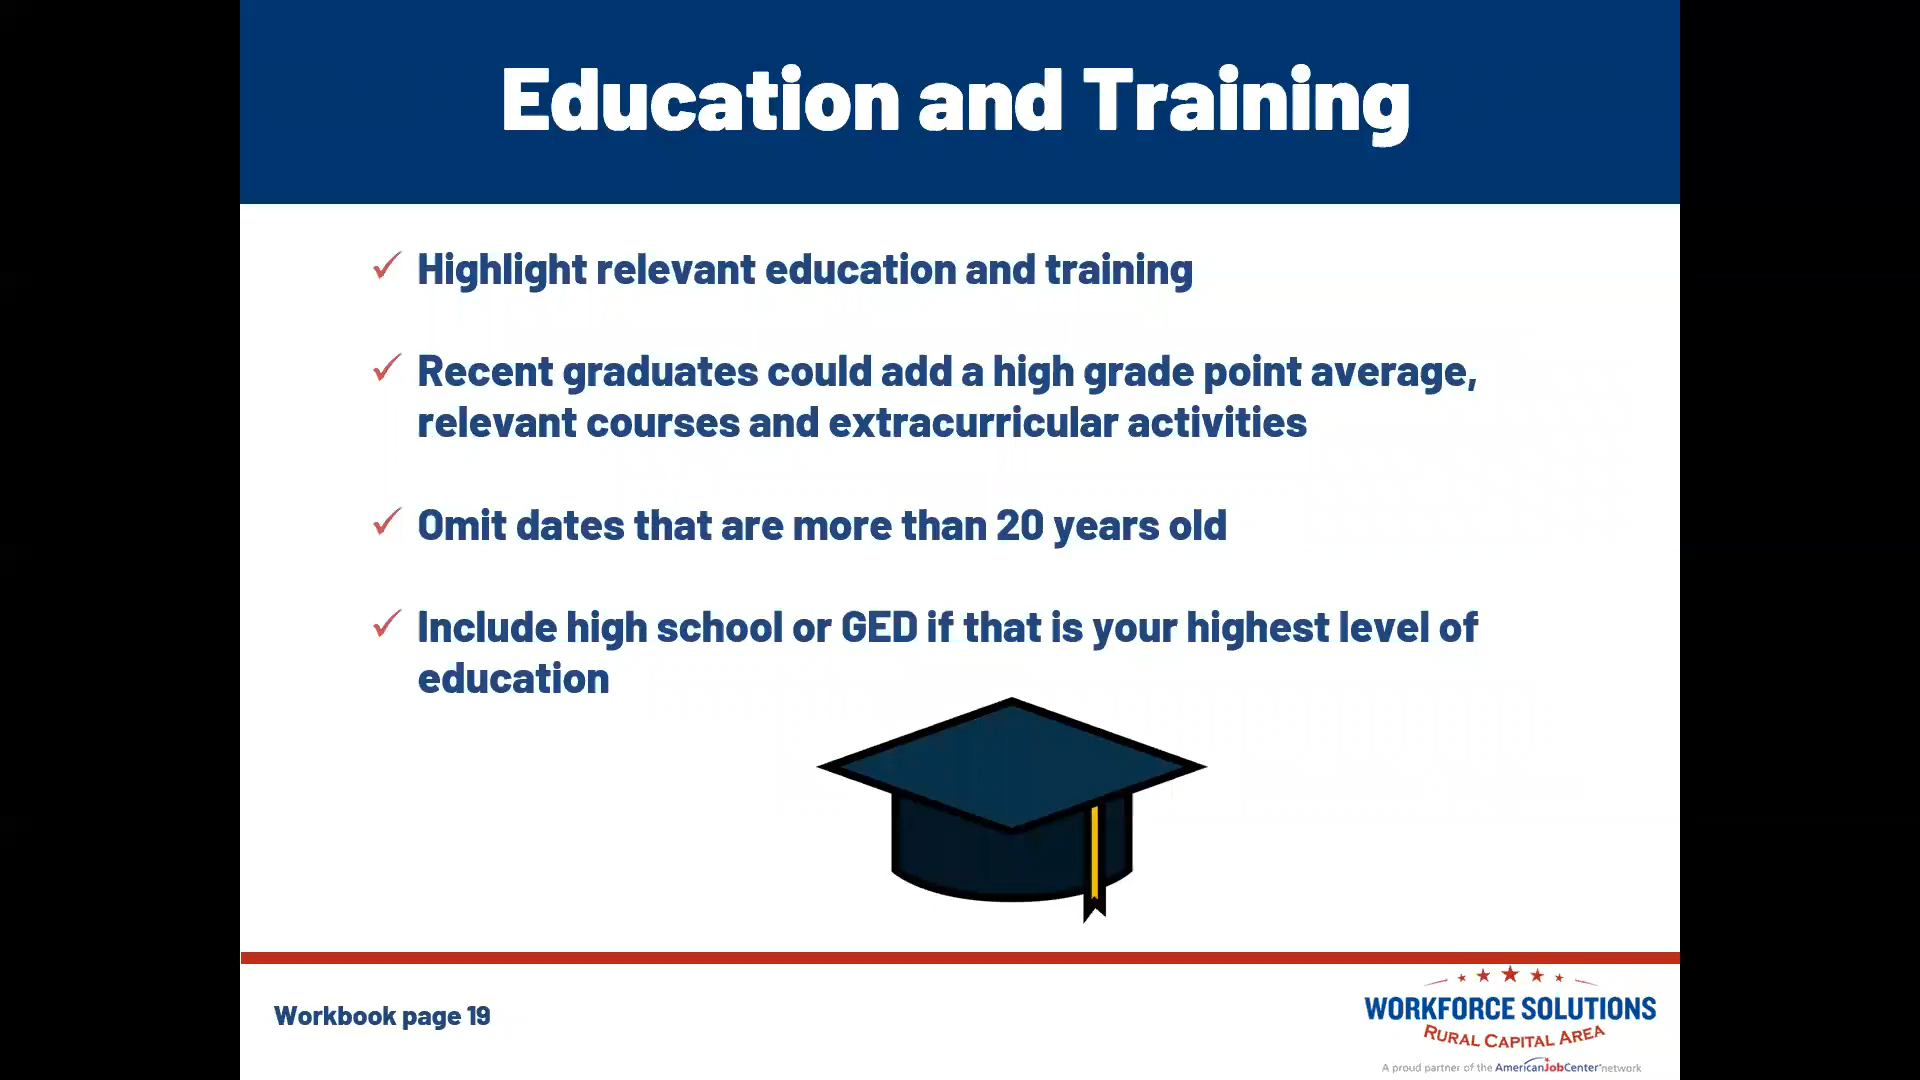 Education and Training
Highlight relevant education and training
Recent graduates could add a high grade point average,
relevant courses and extracurricular activities
Omit dates that are more than 20 years old
Include high school or GED if that is your highest level of
education
Workbook page 19
WORKFORCE SOLUTIONS
RURAL CAPITAL AREA
A proud partner of the AmericanJobCenter network